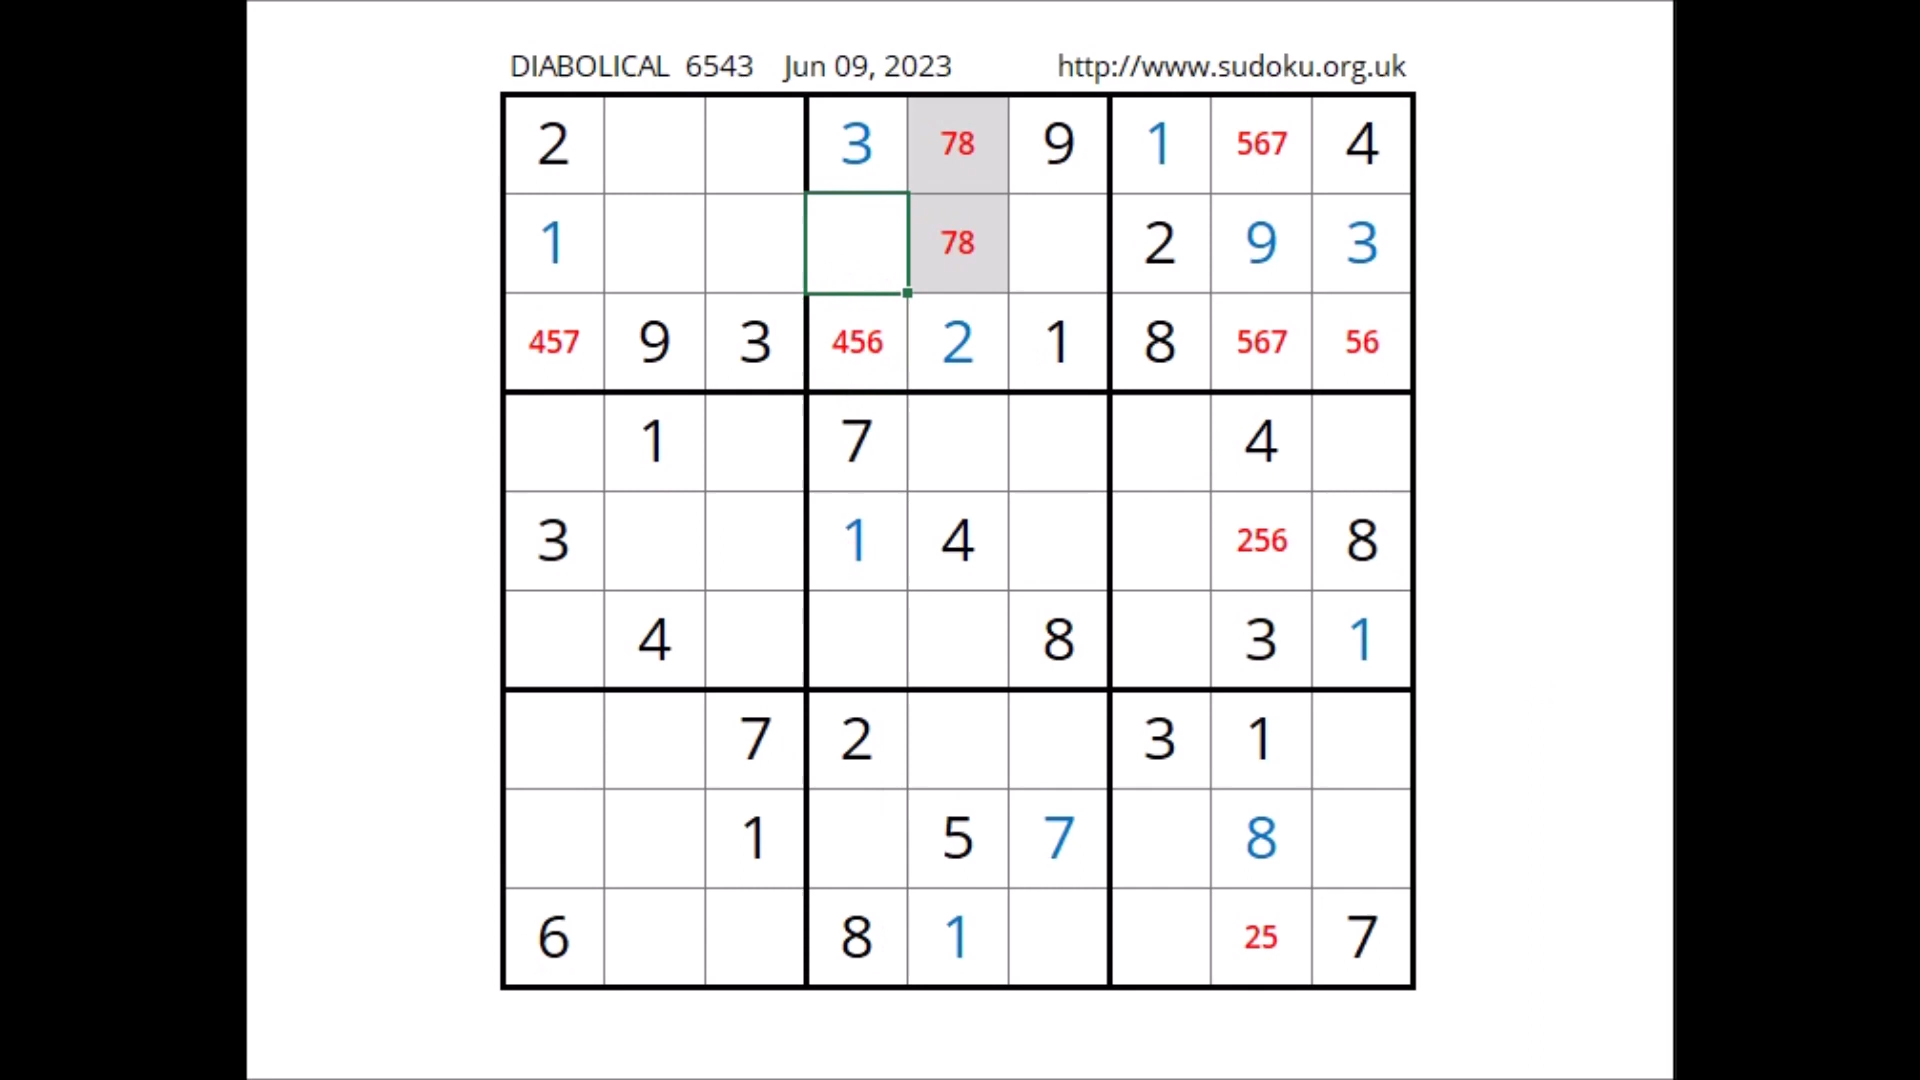 DIABOLICAL 6543 Jun 09, 2023 http://www.sudoku.org.uk
2 3 78 9 1 567 4
1 78 2 9 3
457 9 3 456 2 1 8 567 56
1 7 4
3 1 4 256 8
4 8 3 1
7 2 3 1
1 5 7 8
6 8 1 25 7